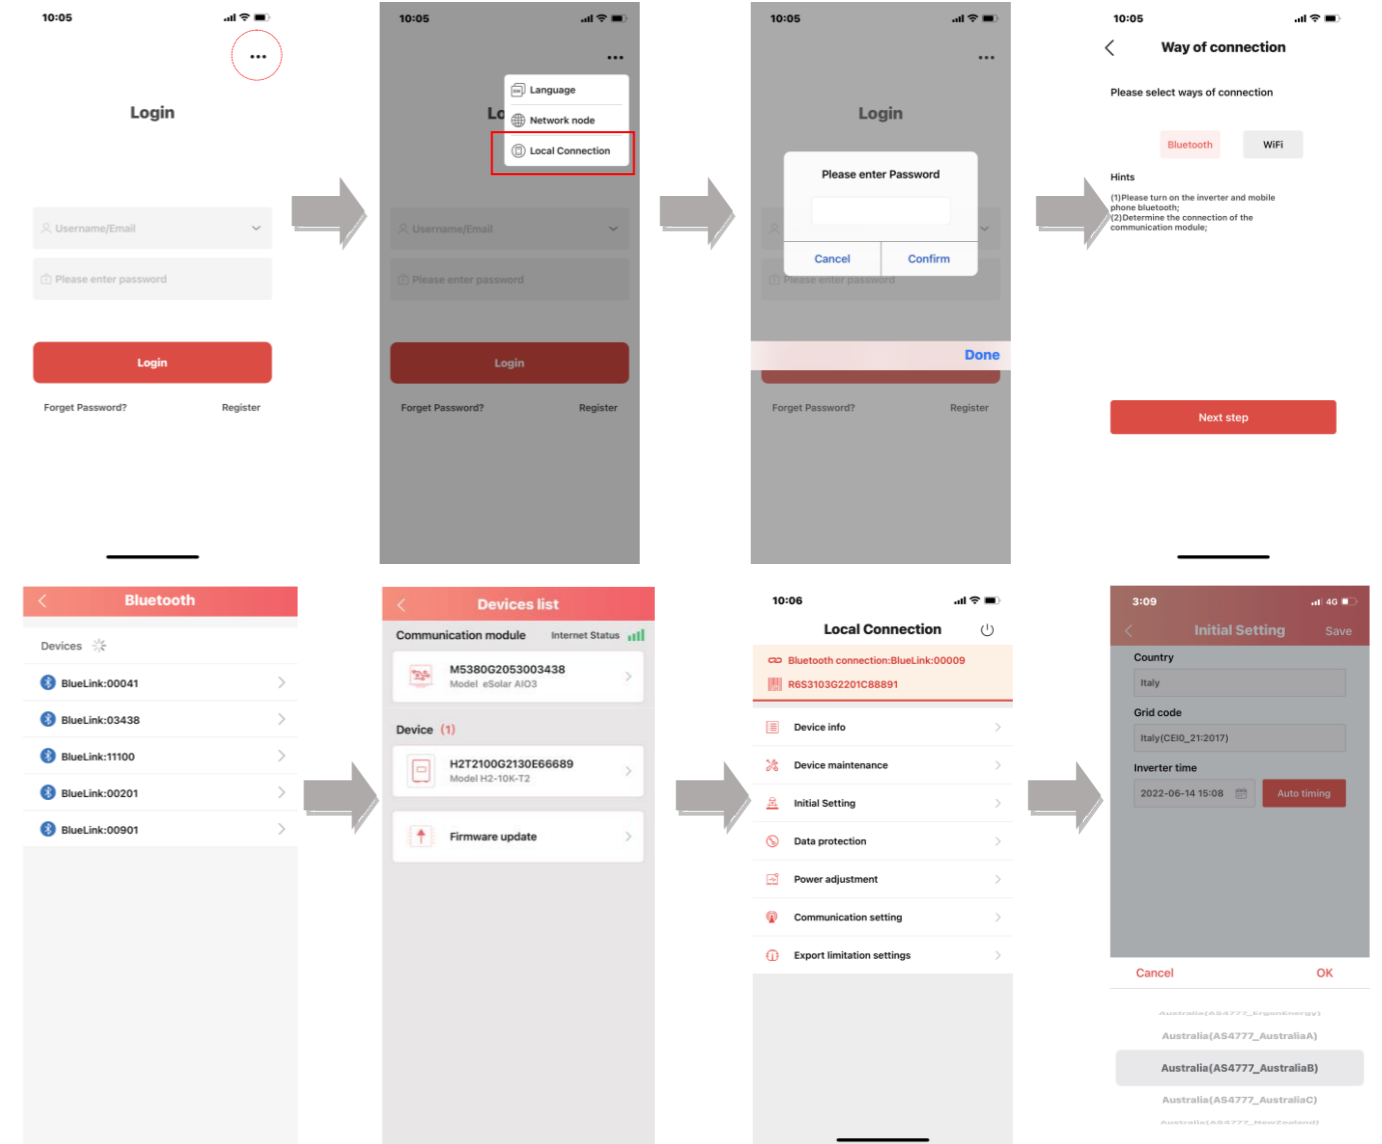 10:05
Login
Username/Email
Please enter password
Login
Forget Password?
Register
10:05
Language
Lo
Network node
Local Connection
Username/Email
Please enter password
Login
Forget Password?
Register
10:05
Login
Please enter Password
Cancel
Confirm
Please enter password
Done
Forget Password?
Register
10:05
Way of connection
Please select ways of connection
Bluetooth
WiFi
Hints
(1)Please turn on the inverter and mobile
phone bluetooth;
(2)Determine the connection of the
communication module;
Next step
Bluetooth
Devices
BlueLink:00041
BlueLink:03438
BlueLink:11100
BlueLink:00201
BlueLink:00901
Devices list
Communication module
Internet Status
M5380G2053003438
Model eSolar AIO3
Device (1)
H2T2100G2130E66689
Model H2-10K-T2
Firmware update
10:06
Local Connection
Bluetooth connection:BlueLink:00009
R6S3103G2201C88891
Device info
Device maintenance
Initial Setting
Data protection
Power adjustment
Communication setting
Export limitation settings
3:09
4G
Initial Setting
Save
Country
Italy
Grid code
Italy(CEI0_21:2017)
Inverter time
2022-06-14 15:08
Auto timing
Cancel
OK
Australia(AS4777_ErgonEnergy)
Australia(AS4777_AustraliaA)
Australia(AS4777_AustraliaB)
Australia(AS4777_AustraliaC)
Australia(AS4777_NewZealand)